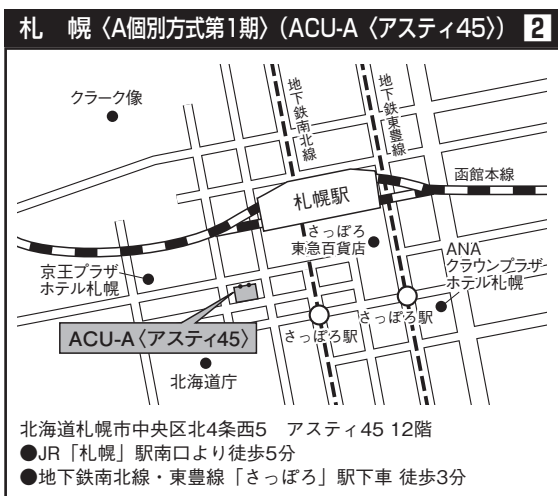 札 幌〈A個別方式第1期〉(ACU-A〈アスティ45〉) 2
クラーク像
地下鉄南北線
地下鉄東豊線
函館本線
札幌駅
さっぽろ
東急百貨店
京王プラザ
ホテル札幌
ANA
クラウンプラザ
ホテル札幌
さっぽろ駅
さっぽろ駅
ACU-A〈アスティ45〉
北海道庁
北海道札幌市中央区北4条西5 アスティ45 12階
●JR「札幌」駅南口より徒歩5分
●地下鉄南北線・東豊線「さっぽろ」駅下車 徒歩3分